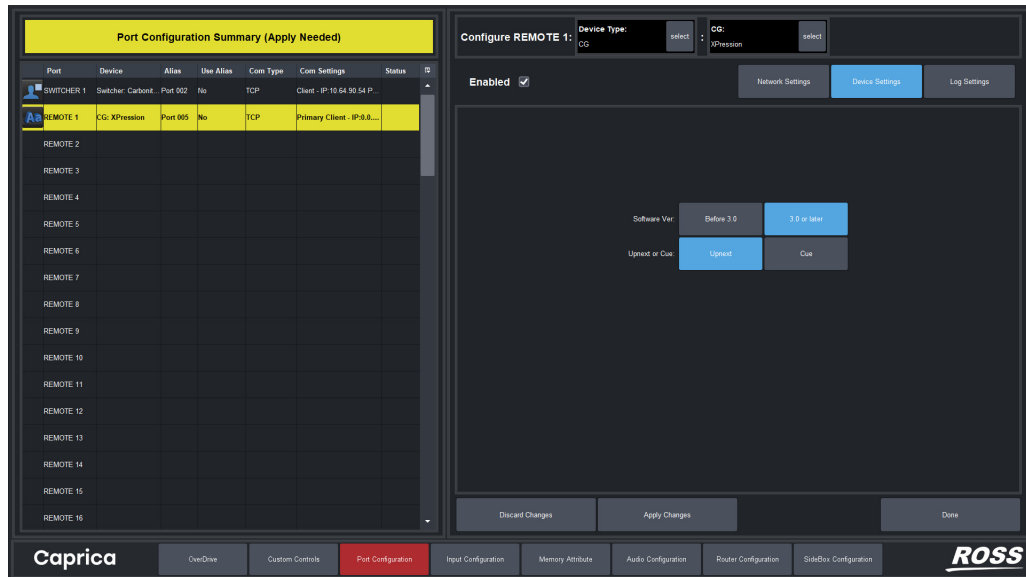 Port Configuration Summary (Apply Needed)
Port Device Alias Use Alias Com Type Com Settings Status
SWITCHER 1 Switcher: Carbonit... Port 002 No TCP Client - IP:10.64.90.54 P...
Aa REMOTE 1 CG: XPression Port 005 No TCP Primary Client - IP:0.0....
REMOTE 2
REMOTE 3
REMOTE 4
REMOTE 5
REMOTE 6
REMOTE 7
REMOTE 8
REMOTE 9
REMOTE 10
REMOTE 11
REMOTE 12
REMOTE 13
REMOTE 14
REMOTE 15
REMOTE 16
Configure REMOTE 1: Device Type: CG select : CG: XPression select
Enabled Network Settings Device Settings Log Settings
Software Ver: Before 3.0 3.0 or later
Upnext or Cue: Upnext Cue
Discard Changes Apply Changes Done
Caprica OverDrive Custom Controls Port Configuration Input Configuration Memory Attribute Audio Configuration Router Configuration SideBox Configuration ROSS